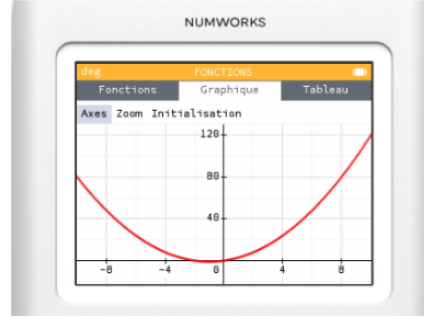 NUMWORKS
deg FONCTIONS
Fonctions Graphique Tableau
Axes Zoom Initialisation
120
80
40
-8 -4 0 4 8